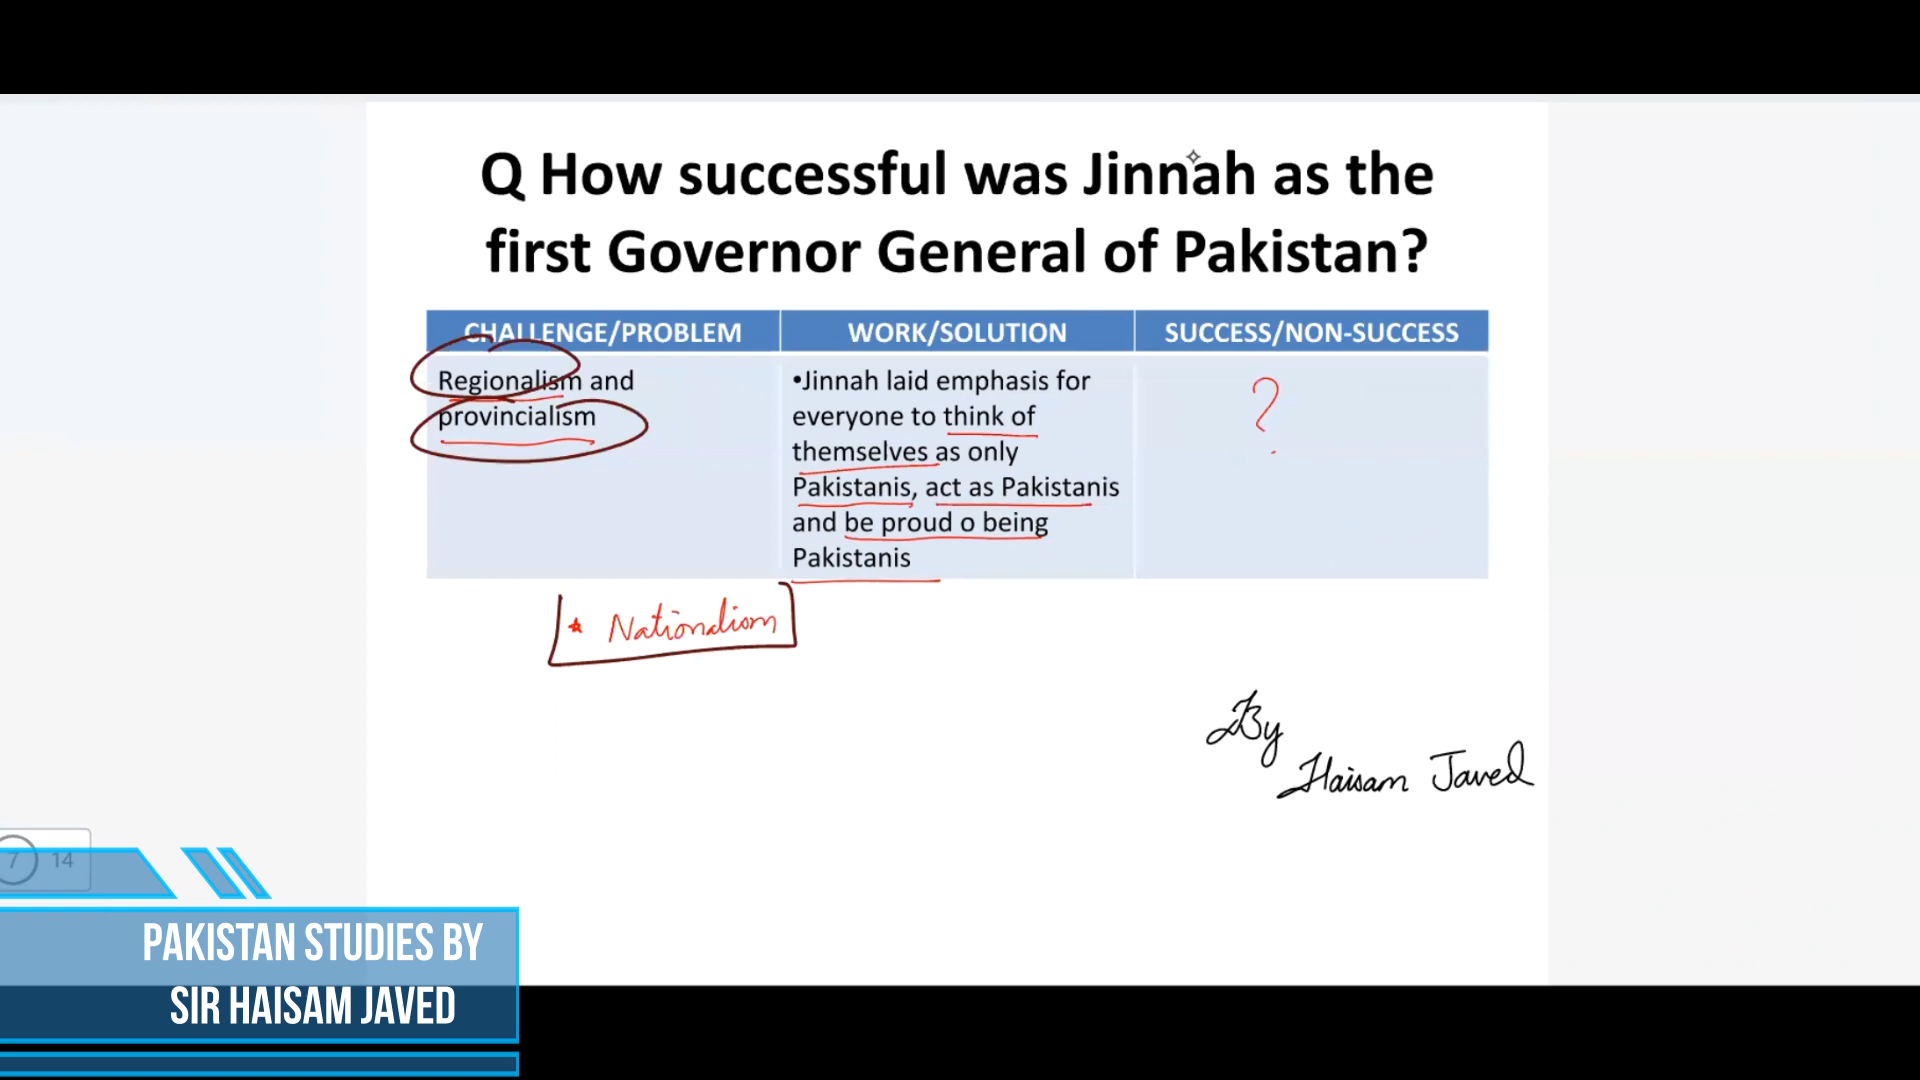 Q How successful was Jinnah as the
first Governor General of Pakistan?
CHALLENGE/PROBLEM
WORK/SOLUTION
SUCCESS/NON-SUCCESS
Regionalism and
provincialism
•Jinnah laid emphasis for
everyone to think of
themselves as only
Pakistanis, act as Pakistanis
and be proud o being
Pakistanis
?
* Nationalism
By
Haisam Javed
7 14
PAKISTAN STUDIES BY
SIR HAISAM JAVED